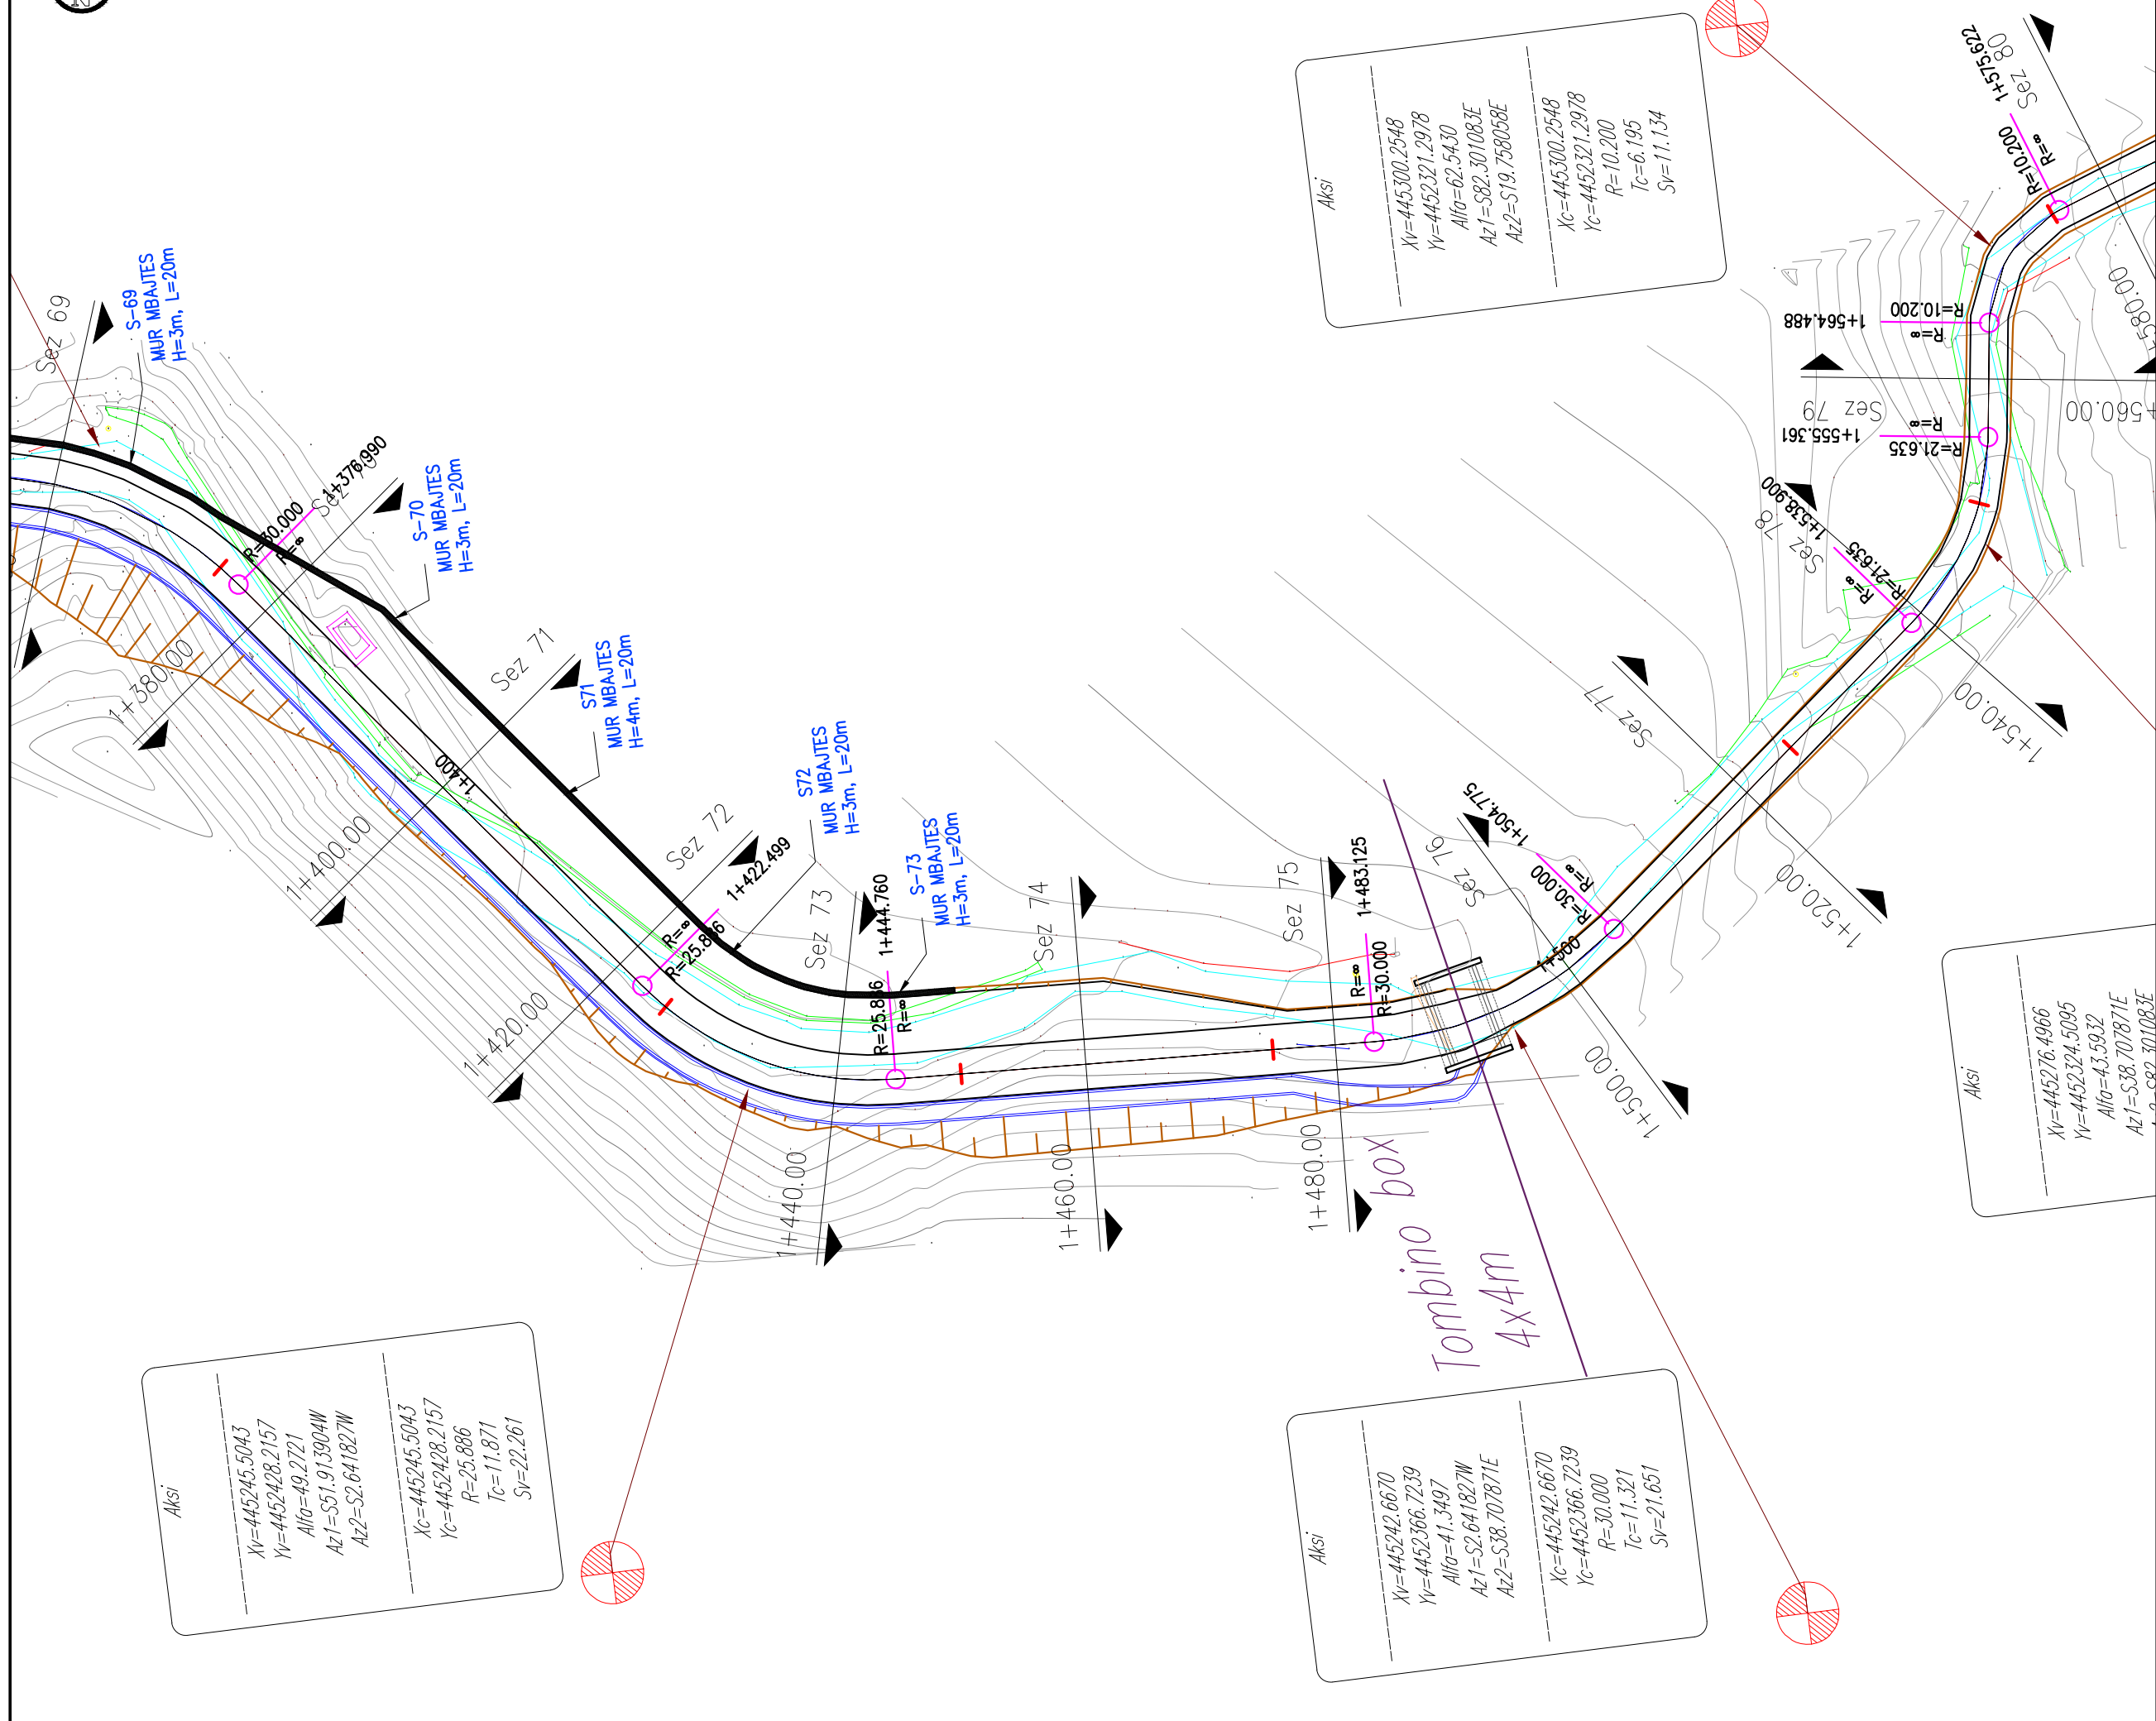 N
Sez 69
S-69
MUR MBAJTES
H=3m, L=20m
R=30.000
R=∞
1+376.990
1+380.00
S-70
MUR MBAJTES
H=3m, L=20m
Sez 71
S71
MUR MBAJTES
H=4m, L=20m
1+400
1+400.00
Sez 72
S72
MUR MBAJTES
H=3m, L=20m
R=∞
R=25.886
1+422.499
1+420.00
Sez 73
1+444.760
R=25.886
R=∞
S-73
MUR MBAJTES
H=3m, L=20m
1+440.00
Sez 74
1+460.00
Sez 75
1+483.125
R=∞
R=30.000
1+480.00
Tombino box
4x4m
Sez 76
1+504.775
R=∞
R=30.000
1+500
1+500.00
Sez 77
1+520.00
Sez 78
1+538.900
R=21.635
R=∞
1+540.00
1+555.361
R=∞
R=21.635
Sez 79
1+560.00
1+564.488
R=10.200
R=∞
1+575.622
Sez 80
R=10.200
R=∞
1+580.00
Aksi
Xv=445300.2548
Yv=4452321.2978
Alfa=62.5430
Az1=S82.301083E
Az2=S19.758058E
Xc=445300.2548
Yc=4452321.2978
R=10.200
Tc=6.195
Sv=11.134
Aksi
Xv=445245.5043
Yv=4452428.2157
Alfa=49.2721
Az1=S51.913904W
Az2=S2.641827W
Xc=445245.5043
Yc=4452428.2157
R=25.886
Tc=11.871
Sv=22.261
Aksi
Xv=445242.6670
Yv=4452366.7239
Alfa=41.3497
Az1=S2.641827W
Az2=S38.707871E
Xc=445242.6670
Yc=4452366.7239
R=30.000
Tc=11.321
Sv=21.651
Aksi
Xv=445276.4966
Yv=4452324.5095
Alfa=43.5932
Az1=S38.707871E
Az2=S82.301083E